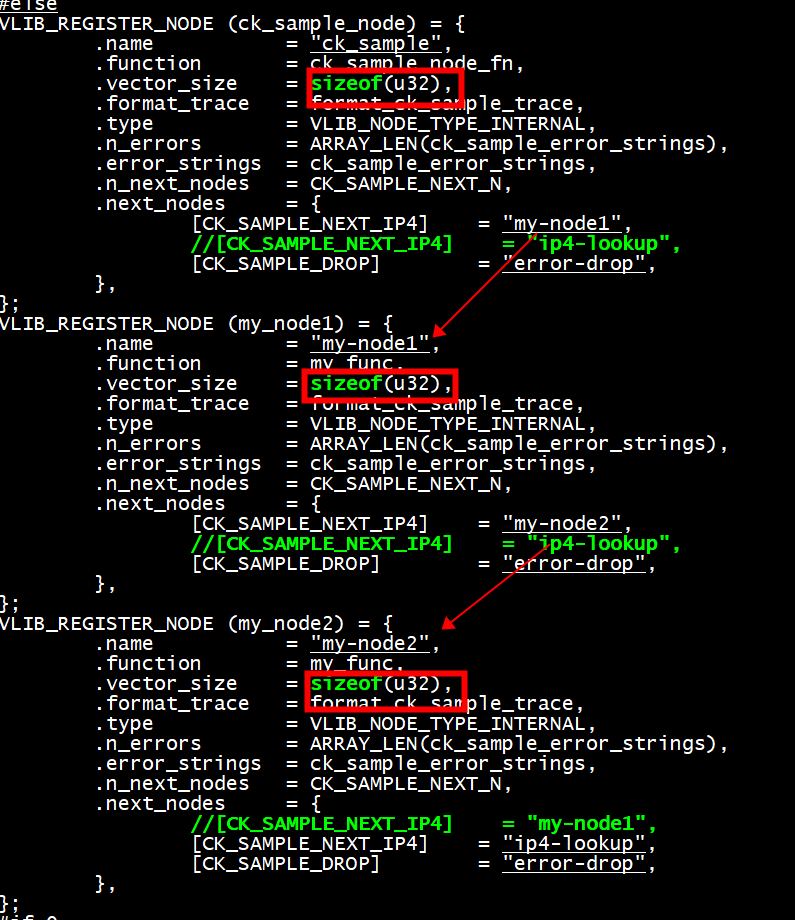 #else
VLIB_REGISTER_NODE (ck_sample_node) = {
        .name           = "ck_sample",
        .function       = ck_sample_node_fn,
        .vector_size    = sizeof(u32),
        .format_trace   = format_ck_sample_trace,
        .type           = VLIB_NODE_TYPE_INTERNAL,
        .n_errors       = ARRAY_LEN(ck_sample_error_strings),
        .error_strings  = ck_sample_error_strings,
        .n_next_nodes   = CK_SAMPLE_NEXT_N,
        .next_nodes     = {
                [CK_SAMPLE_NEXT_IP4]    = "my-node1",
                //[CK_SAMPLE_NEXT_IP4]    = "ip4-lookup",
                [CK_SAMPLE_DROP]        = "error-drop",
        },
};
VLIB_REGISTER_NODE (my_node1) = {
        .name           = "my-node1",
        .function       = my_func,
        .vector_size    = sizeof(u32),
        .format_trace   = format_ck_sample_trace,
        .type           = VLIB_NODE_TYPE_INTERNAL,
        .n_errors       = ARRAY_LEN(ck_sample_error_strings),
        .error_strings  = ck_sample_error_strings,
        .n_next_nodes   = CK_SAMPLE_NEXT_N,
        .next_nodes     = {
                [CK_SAMPLE_NEXT_IP4]    = "my-node2",
                //[CK_SAMPLE_NEXT_IP4]    = "ip4-lookup",
                [CK_SAMPLE_DROP]        = "error-drop",
        },
};
VLIB_REGISTER_NODE (my_node2) = {
        .name           = "my-node2",
        .function       = my_func,
        .vector_size    = sizeof(u32),
        .format_trace   = format_ck_sample_trace,
        .type           = VLIB_NODE_TYPE_INTERNAL,
        .n_errors       = ARRAY_LEN(ck_sample_error_strings),
        .error_strings  = ck_sample_error_strings,
        .n_next_nodes   = CK_SAMPLE_NEXT_N,
        .next_nodes     = {
                //[CK_SAMPLE_NEXT_IP4]    = "my-node1",
                [CK_SAMPLE_NEXT_IP4]    = "ip4-lookup",
                [CK_SAMPLE_DROP]        = "error-drop",
        },
};
#if 0